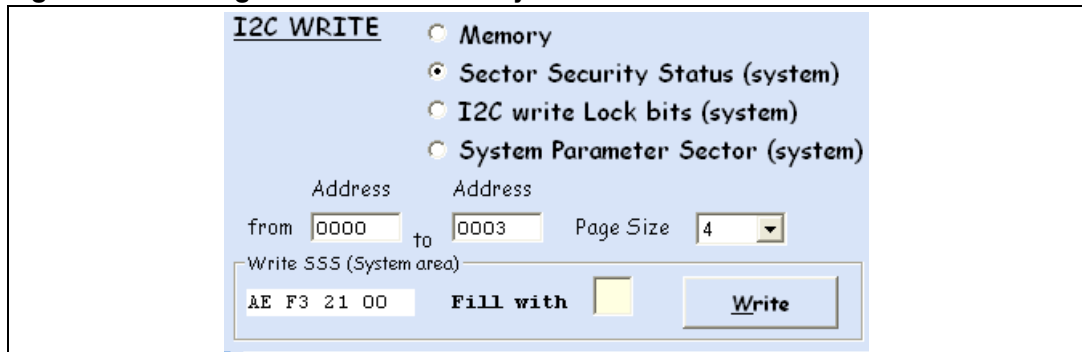 I2C WRITE
Memory
Sector Security Status (system)
I2C write Lock bits (system)
System Parameter Sector (system)
Address Address
from 0000 to 0003 Page Size 4
Write SSS (System area)
AE F3 21 00 Fill with Write